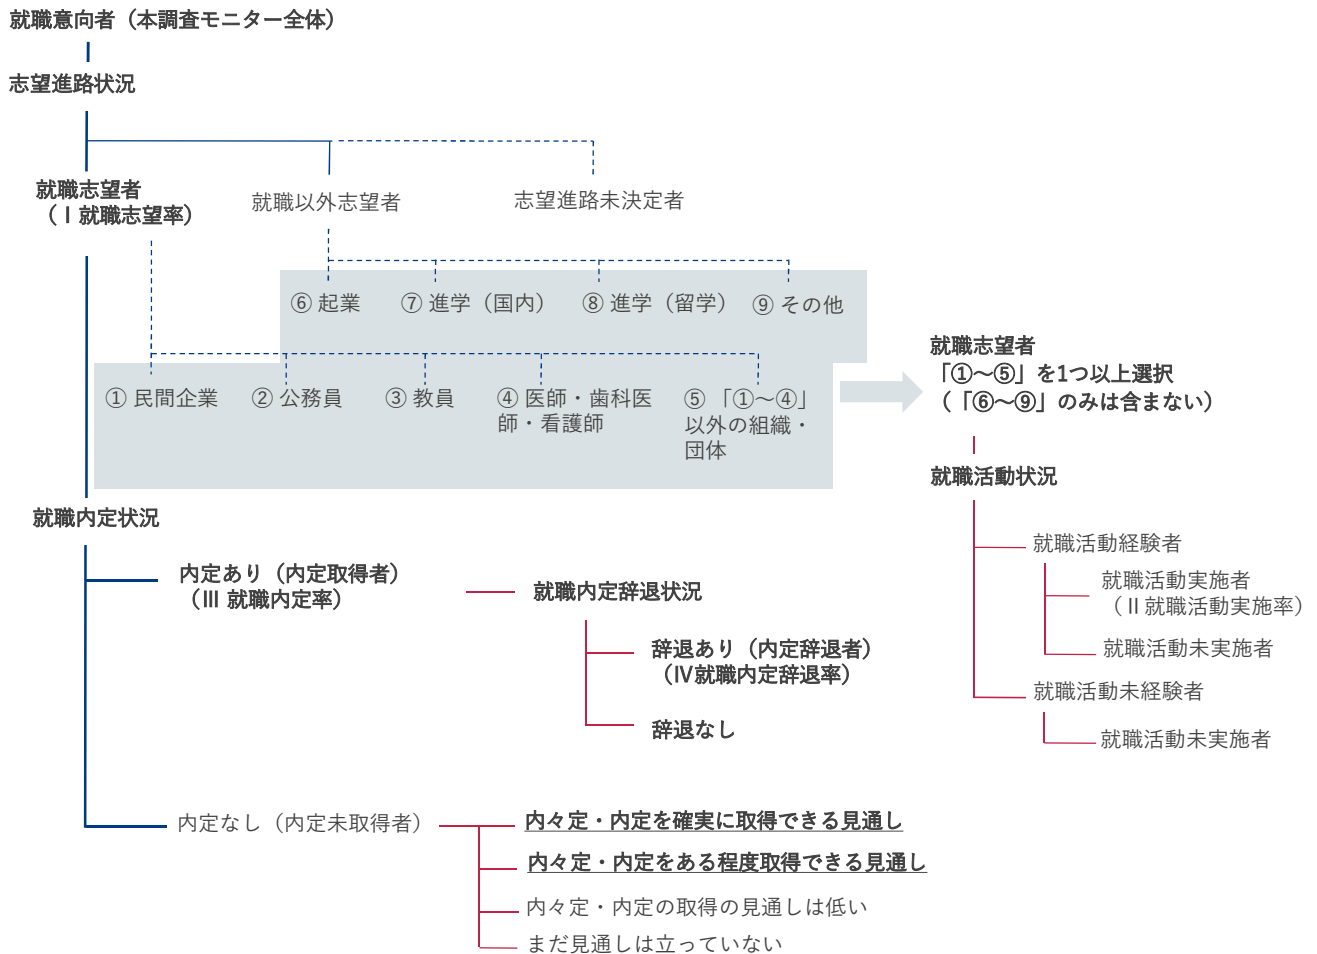 就職意向者（本調査モニター全体）
志望進路状況
就職志望者
（Ⅰ就職志望率）
就職以外志望者
志望進路未決定者
⑥ 起業
⑦ 進学（国内）
⑧ 進学（留学）
⑨ その他
① 民間企業
② 公務員
③ 教員
④ 医師・歯科医
師・看護師
⑤ 「①～④」
以外の組織・
団体
就職志望者
「①～⑤」を1つ以上選択
（「⑥～⑨」のみは含まない）
就職活動状況
就職活動経験者
就職活動実施者
（Ⅱ就職活動実施率）
就職活動未実施者
就職活動未経験者
就職活動未実施者
就職内定状況
内定あり（内定取得者）
（Ⅲ 就職内定率）
就職内定辞退状況
辞退あり（内定辞退者）
（Ⅳ就職内定辞退率）
辞退なし
内定なし（内定未取得者）
内々定・内定を確実に取得できる見通し
内々定・内定をある程度取得できる見通し
内々定・内定の取得の見通しは低い
まだ見通しは立っていない